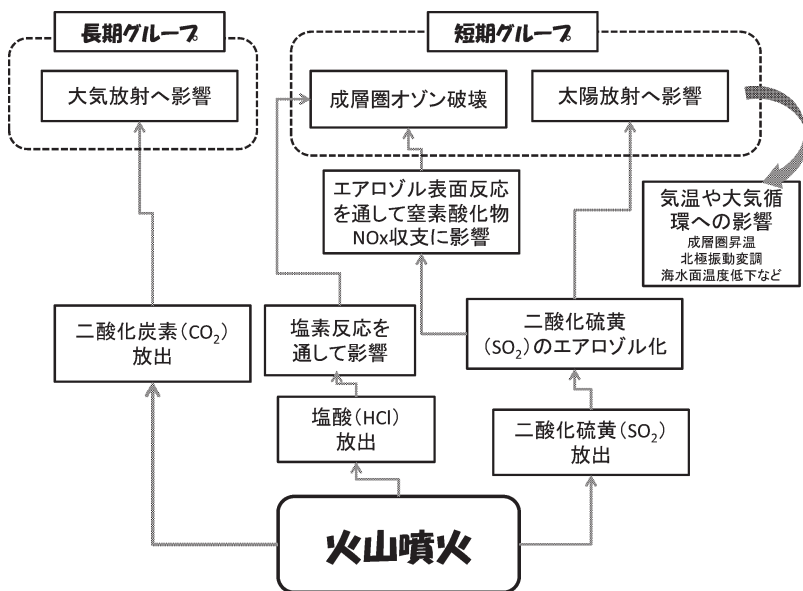 長期グループ
短期グループ
大気放射へ影響
成層圏オゾン破壊
太陽放射へ影響
エアロゾル表面反応
を通して窒素酸化物
NOx収支に影響
気温や大気循
環への影響
成層圏昇温
北極振動変調
海水面温度低下など
二酸化炭素(CO₂)
放出
塩素反応を
通して影響
二酸化硫黄
(SO₂)のエアロゾル化
塩酸(HCl)
放出
二酸化硫黄(SO₂)
放出
火山噴火